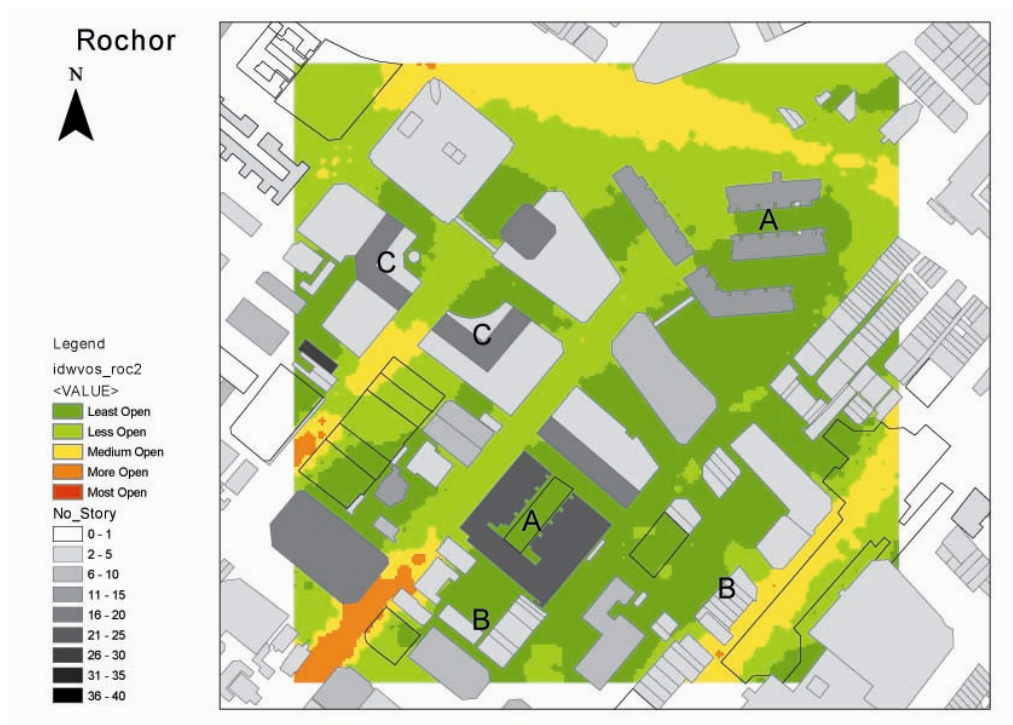 Rochor
N
A
C
C
A
B
B
Legend
idwvos_roc2
<VALUE>
Least Open
Less Open
Medium Open
More Open
Most Open
No_Story
0 - 1
2 - 5
6 - 10
11 - 15
16 - 20
21 - 25
26 - 30
31 - 35
36 - 40